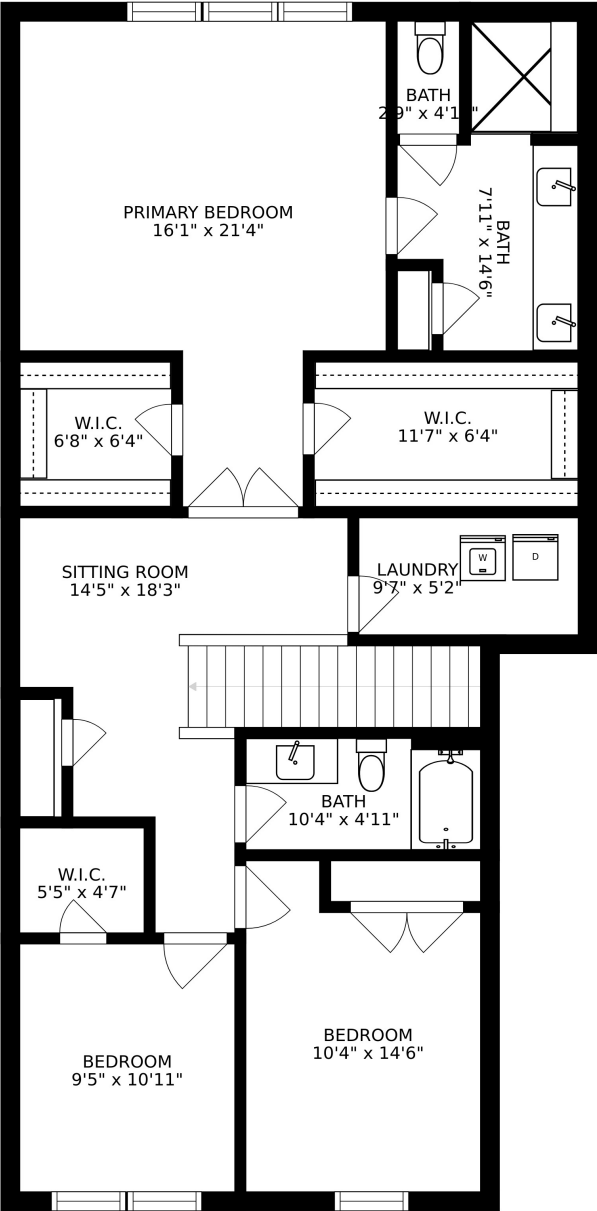 BATH
PRIMARY BEDROOM
16'1" x 21'4"
BATH
7'11" x 14'6"
W.I.C.
6'8" x 6'4"
W.I.C.
11'7" x 6'4"
SITTING ROOM
14'5" x 18'3"
LAUNDRY
9'7" x 5'2"
W
D
BATH
10'4" x 4'11"
W.I.C.
5'5" x 4'7"
BEDROOM
10'4" x 14'6"
BEDROOM
9'5" x 10'11"